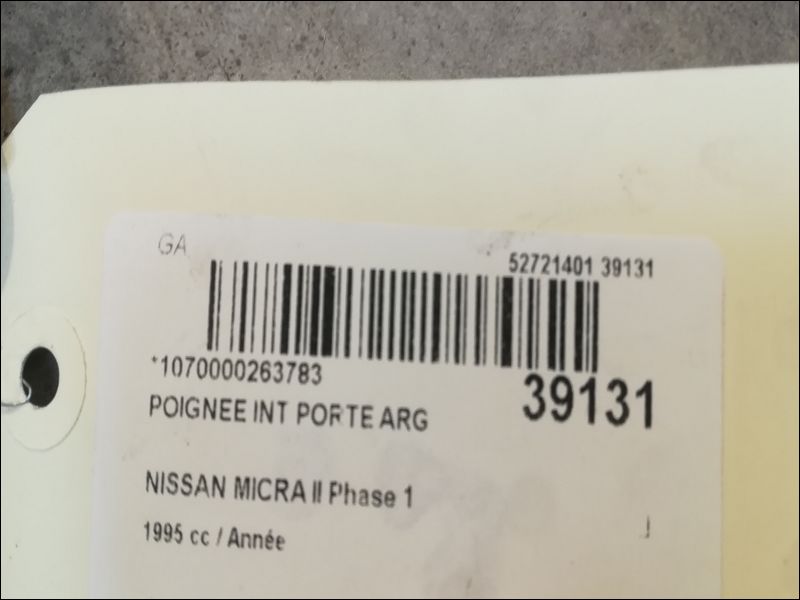 GA
52721401 39131
*1070000263783
39131
POIGNEE INT PORTE ARG
NISSAN MICRA II Phase 1
1995 cc / Année